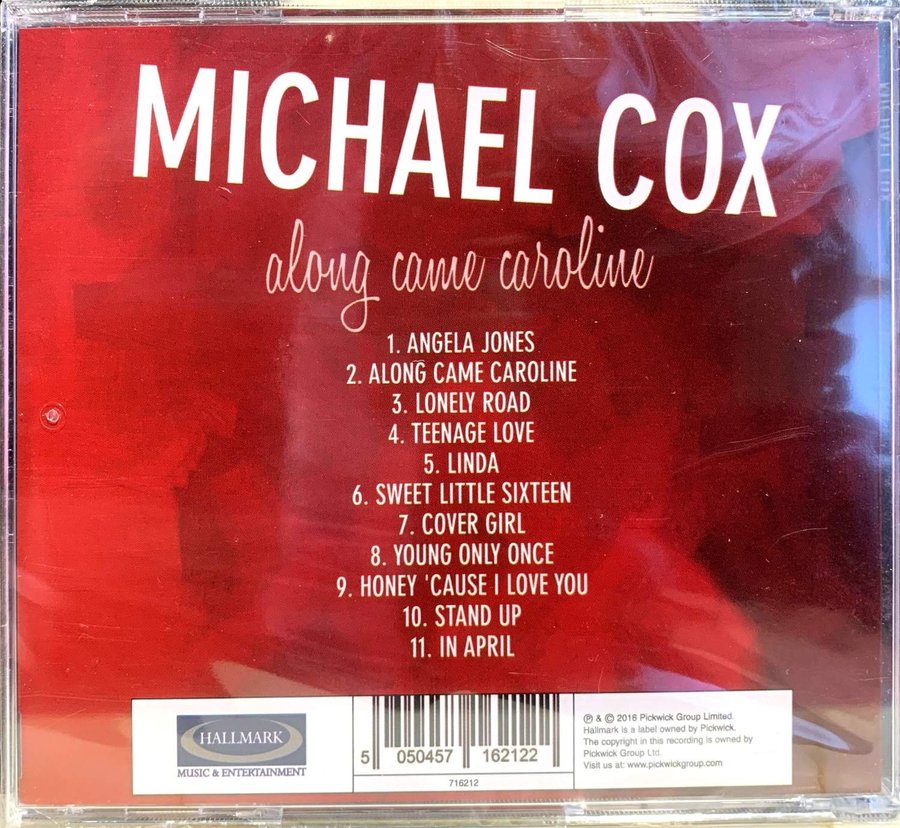 MICHAEL COX
along came caroline
1. ANGELA JONES
2. ALONG CAME CAROLINE
3. LONELY ROAD
4. TEENAGE LOVE
5. LINDA
6. SWEET LITTLE SIXTEEN
7. COVER GIRL
8. YOUNG ONLY ONCE
9. HONEY 'CAUSE I LOVE YOU
10. STAND UP
11. IN APRIL
HALLMARK
MUSIC & ENTERTAINMENT
5 050457 162122
716212
℗ & © 2016 Pickwick Group Limited.
Hallmark is a label owned by Pickwick.
The copyright in this recording is owned by
Pickwick Group Ltd.
Visit us at: www.pickwickgroup.com